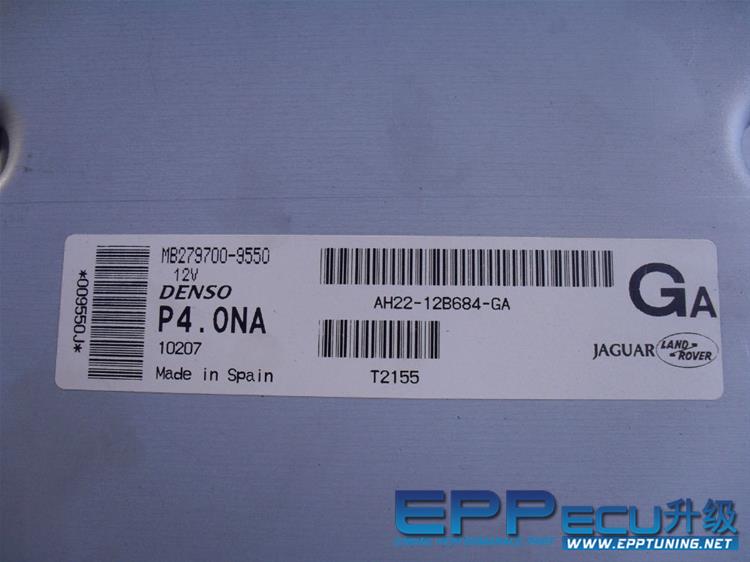 *009550J*
MB279700-9550
12V
DENSO
P4.0NA
10207
Made in Spain
AH22-12B684-GA
T2155
GA
JAGUAR
LAND-
ROVER
EPPECU升级
WWW.EPPTUNING.NET